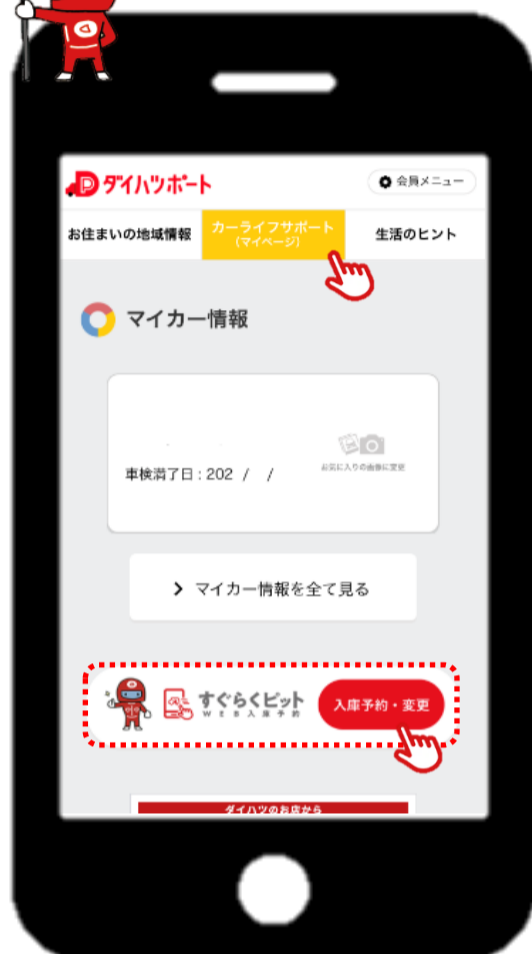 ダイハツポート
会員メニュー
お住まいの地域情報
カーライフサポート
(マイページ)
生活のヒント
マイカー情報
車検満了日 : 202 / /
お気に入りの画像に変更
マイカー情報を全て見る
すぐらくピット
WEB入庫予約
入庫予約・変更
ダイハツのお店から